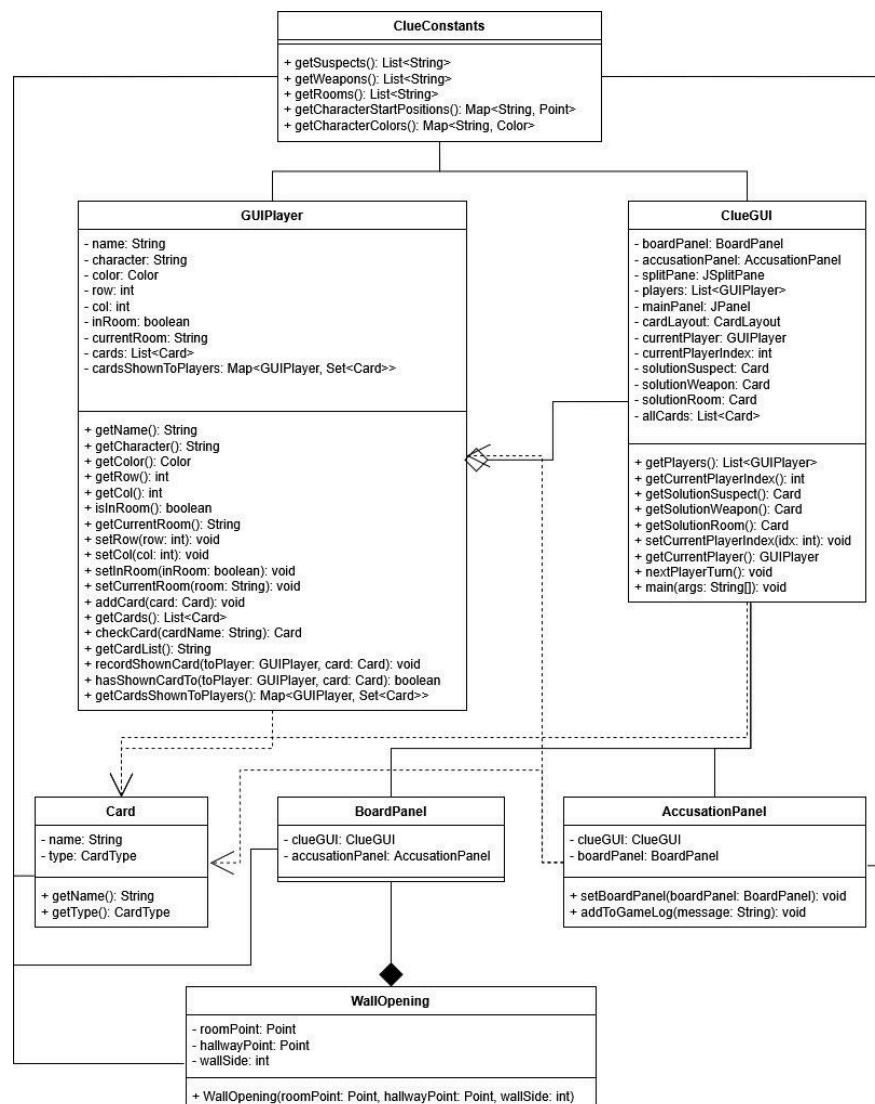 ClueConstants
+ getSuspects(): List<String>
+ getWeapons(): List<String>
+ getRooms(): List<String>
+ getCharacterStartPositions(): Map<String, Point>
+ getCharacterColors(): Map<String, Color>
GUIPlayer
- name: String
- character: String
- color: Color
- row: int
- col: int
- inRoom: boolean
- currentRoom: String
- cards: List<Card>
- cardsShownToPlayers: Map<GUIPlayer, Set<Card>>
+ getName(): String
+ getCharacter(): String
+ getColor(): Color
+ getRow(): int
+ getCol(): int
+ isInRoom(): boolean
+ getCurrentRoom(): String
+ setRow(row: int): void
+ setCol(col: int): void
+ setInRoom(inRoom: boolean): void
+ setCurrentRoom(room: String): void
+ addCard(card: Card): void
+ getCards(): List<Card>
+ checkCard(cardName: String): Card
+ getCardList(): String
+ recordShownCard(toPlayer: GUIPlayer, card: Card): void
+ hasShownCardTo(toPlayer: GUIPlayer, card: Card): boolean
+ getCardsShownToPlayers(): Map<GUIPlayer, Set<Card>>
ClueGUI
- boardPanel: BoardPanel
- accusationPanel: AccusationPanel
- splitPane: JSplitPane
- players: List<GUIPlayer>
- mainPanel: JPanel
- cardLayout: CardLayout
- currentPlayer: GUIPlayer
- currentPlayerIndex: int
- solutionSuspect: Card
- solutionWeapon: Card
- solutionRoom: Card
- allCards: List<Card>
+ getPlayers(): List<GUIPlayer>
+ getCurrentPlayerIndex(): int
+ getSolutionSuspect(): Card
+ getSolutionWeapon(): Card
+ getSolutionRoom(): Card
+ setCurrentPlayerIndex(idx: int): void
+ getCurrentPlayer(): GUIPlayer
+ nextPlayerTurn(): void
+ main(args: String[]): void
Card
- name: String
- type: CardType
+ getName(): String
+ getType(): CardType
BoardPanel
- clueGUI: ClueGUI
- accusationPanel: AccusationPanel
AccusationPanel
- clueGUI: ClueGUI
- boardPanel: BoardPanel
+ setBoardPanel(boardPanel: BoardPanel): void
+ addToGameLog(message: String): void
WallOpening
- roomPoint: Point
- hallwayPoint: Point
- wallSide: int
+ WallOpening(roomPoint: Point, hallwayPoint: Point, wallSide: int)